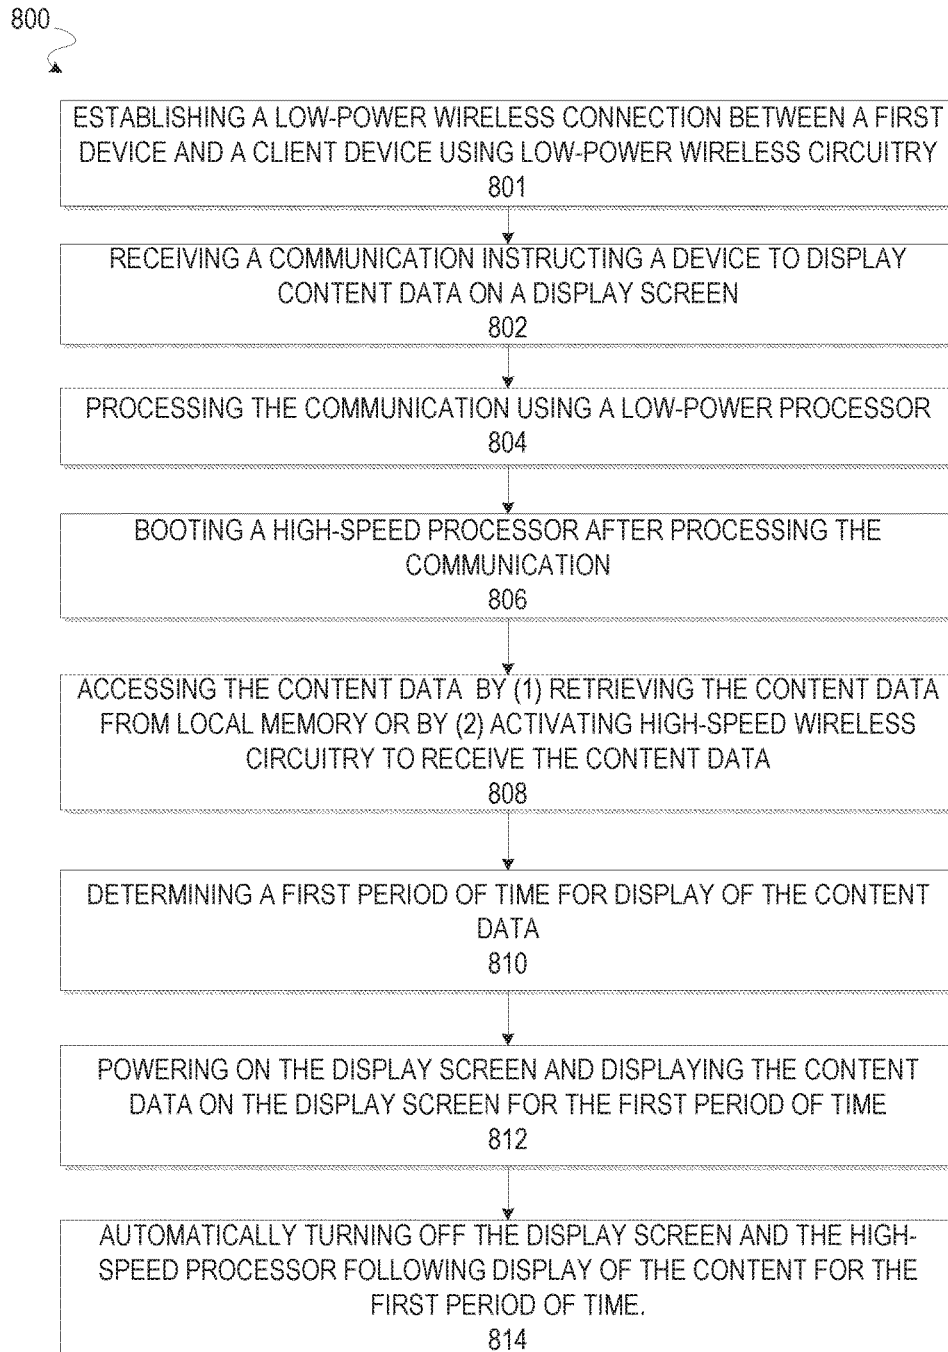 800
ESTABLISHING A LOW-POWER WIRELESS CONNECTION BETWEEN A FIRST
DEVICE AND A CLIENT DEVICE USING LOW-POWER WIRELESS CIRCUITRY
801
RECEIVING A COMMUNICATION INSTRUCTING A DEVICE TO DISPLAY
CONTENT DATA ON A DISPLAY SCREEN
802
PROCESSING THE COMMUNICATION USING A LOW-POWER PROCESSOR
804
BOOTING A HIGH-SPEED PROCESSOR AFTER PROCESSING THE
COMMUNICATION
806
ACCESSING THE CONTENT DATA BY (1) RETRIEVING THE CONTENT DATA
FROM LOCAL MEMORY OR BY (2) ACTIVATING HIGH-SPEED WIRELESS
CIRCUITRY TO RECEIVE THE CONTENT DATA
808
DETERMINING A FIRST PERIOD OF TIME FOR DISPLAY OF THE CONTENT
DATA
810
POWERING ON THE DISPLAY SCREEN AND DISPLAYING THE CONTENT
DATA ON THE DISPLAY SCREEN FOR THE FIRST PERIOD OF TIME
812
AUTOMATICALLY TURNING OFF THE DISPLAY SCREEN AND THE HIGH-
SPEED PROCESSOR FOLLOWING DISPLAY OF THE CONTENT FOR THE
FIRST PERIOD OF TIME.
814